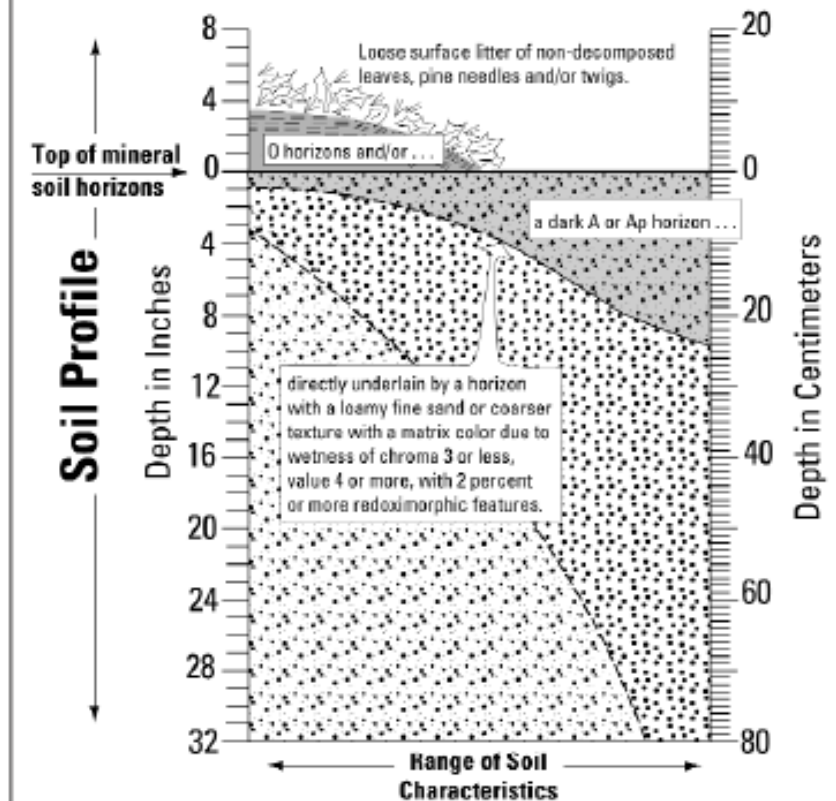 8
4
0
4
8
12
16
20
24
28
32
20
0
20
40
60
80
Loose surface litter of non-decomposed
leaves, pine needles and/or twigs.
Top of mineral
soil horizons
O horizons and/or . . .
a dark A or Ap horizon . . .
Soil Profile
Depth in Inches
Depth in Centimeters
directly underlain by a horizon
with a loamy fine sand or coarser
texture with a matrix color due to
wetness of chroma 3 or less,
value 4 or more, with 2 percent
or more redoximorphic features.
Range of Soil
Characteristics